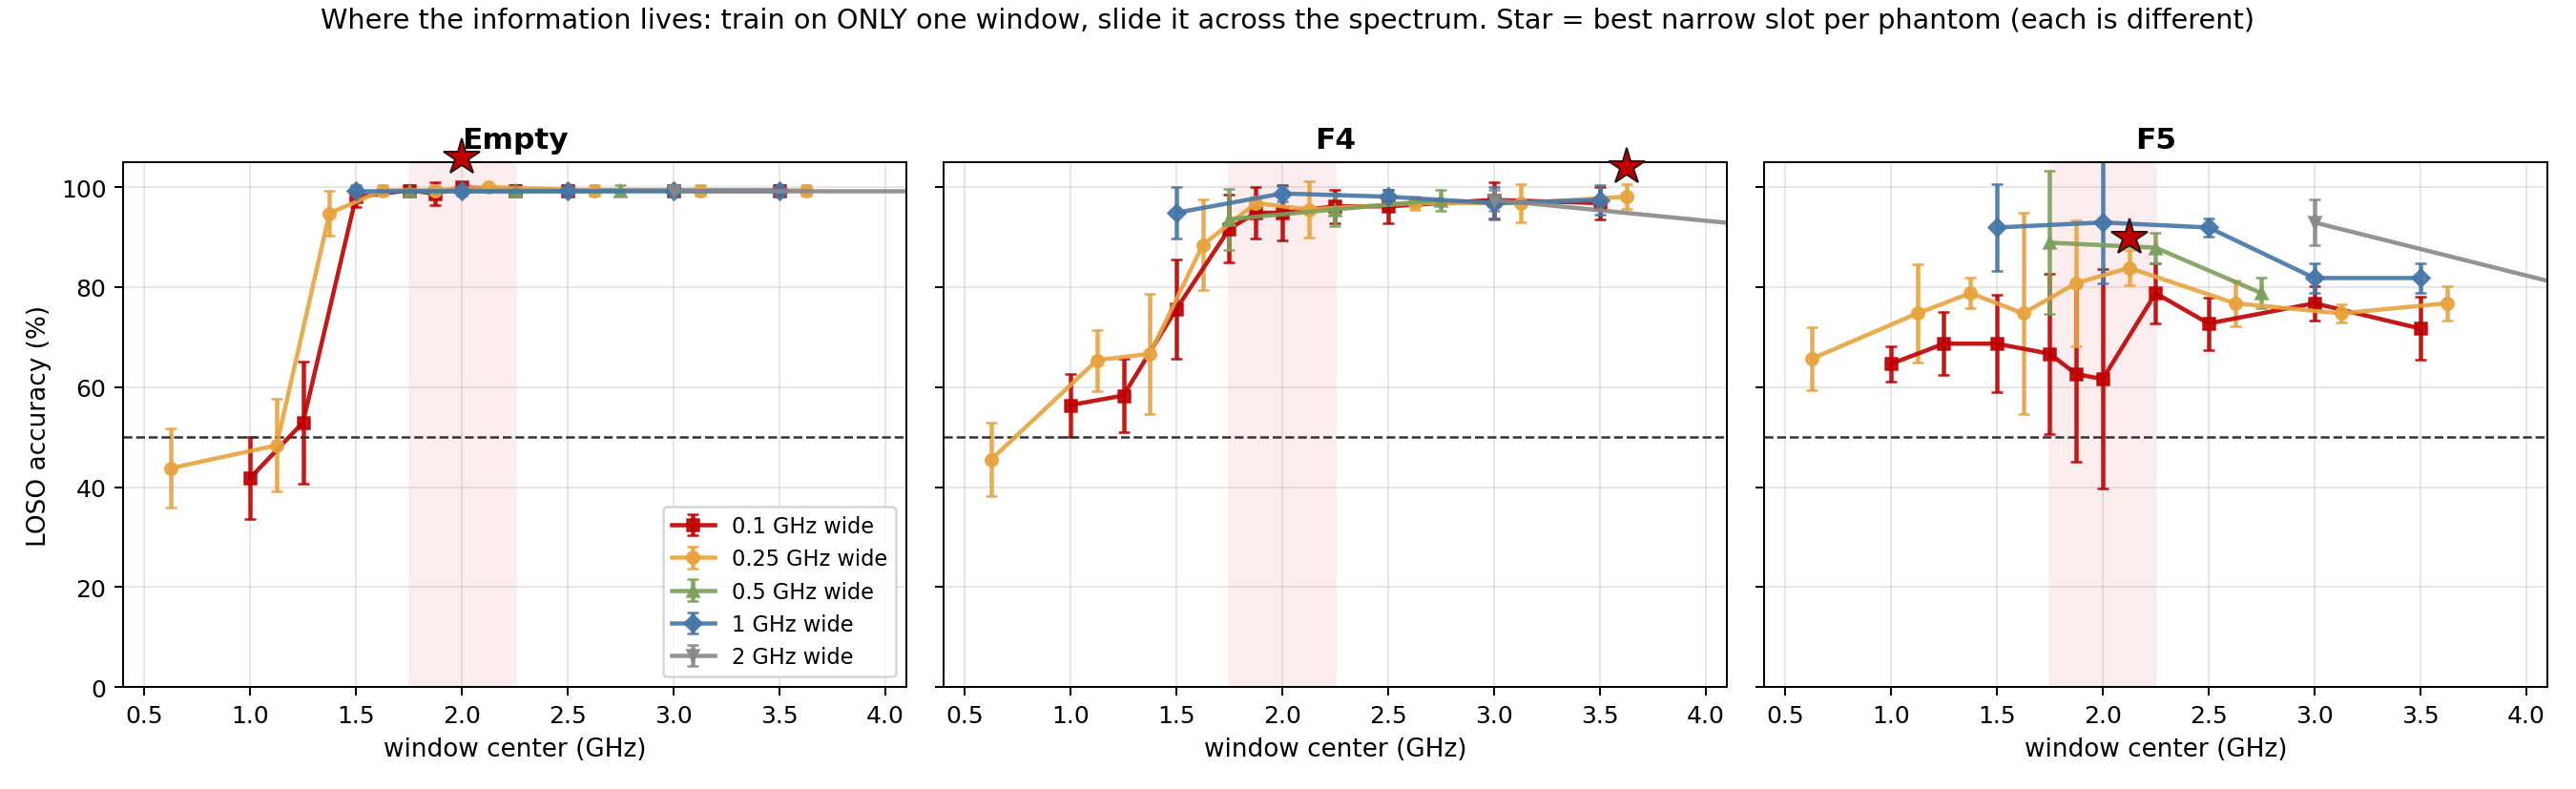 Where the information lives: train on ONLY one window, slide it across the spectrum. Star = best narrow slot per phantom (each is different)
Empty
LOSO accuracy (%)
100
80
60
40
20
0
0.5 1.0 1.5 2.0 2.5 3.0 3.5 4.0
window center (GHz)
0.1 GHz wide
0.25 GHz wide
0.5 GHz wide
1 GHz wide
2 GHz wide
F4
0.5 1.0 1.5 2.0 2.5 3.0 3.5 4.0
window center (GHz)
F5
0.5 1.0 1.5 2.0 2.5 3.0 3.5 4.0
window center (GHz)